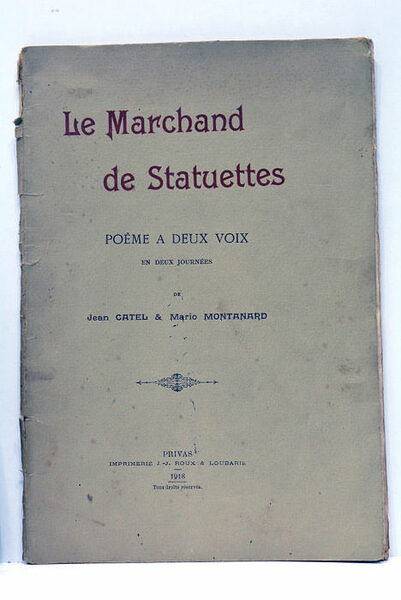 Le Marchand
de Statuettes
POÊME A DEUX VOIX
EN DEUX JOURNÉES
DE
Jean CATEL & Mario MONTANARD
PRIVAS
IMPRIMERIE J.-J. ROUX & LOUBARIE
1918
Tous droits réservés.